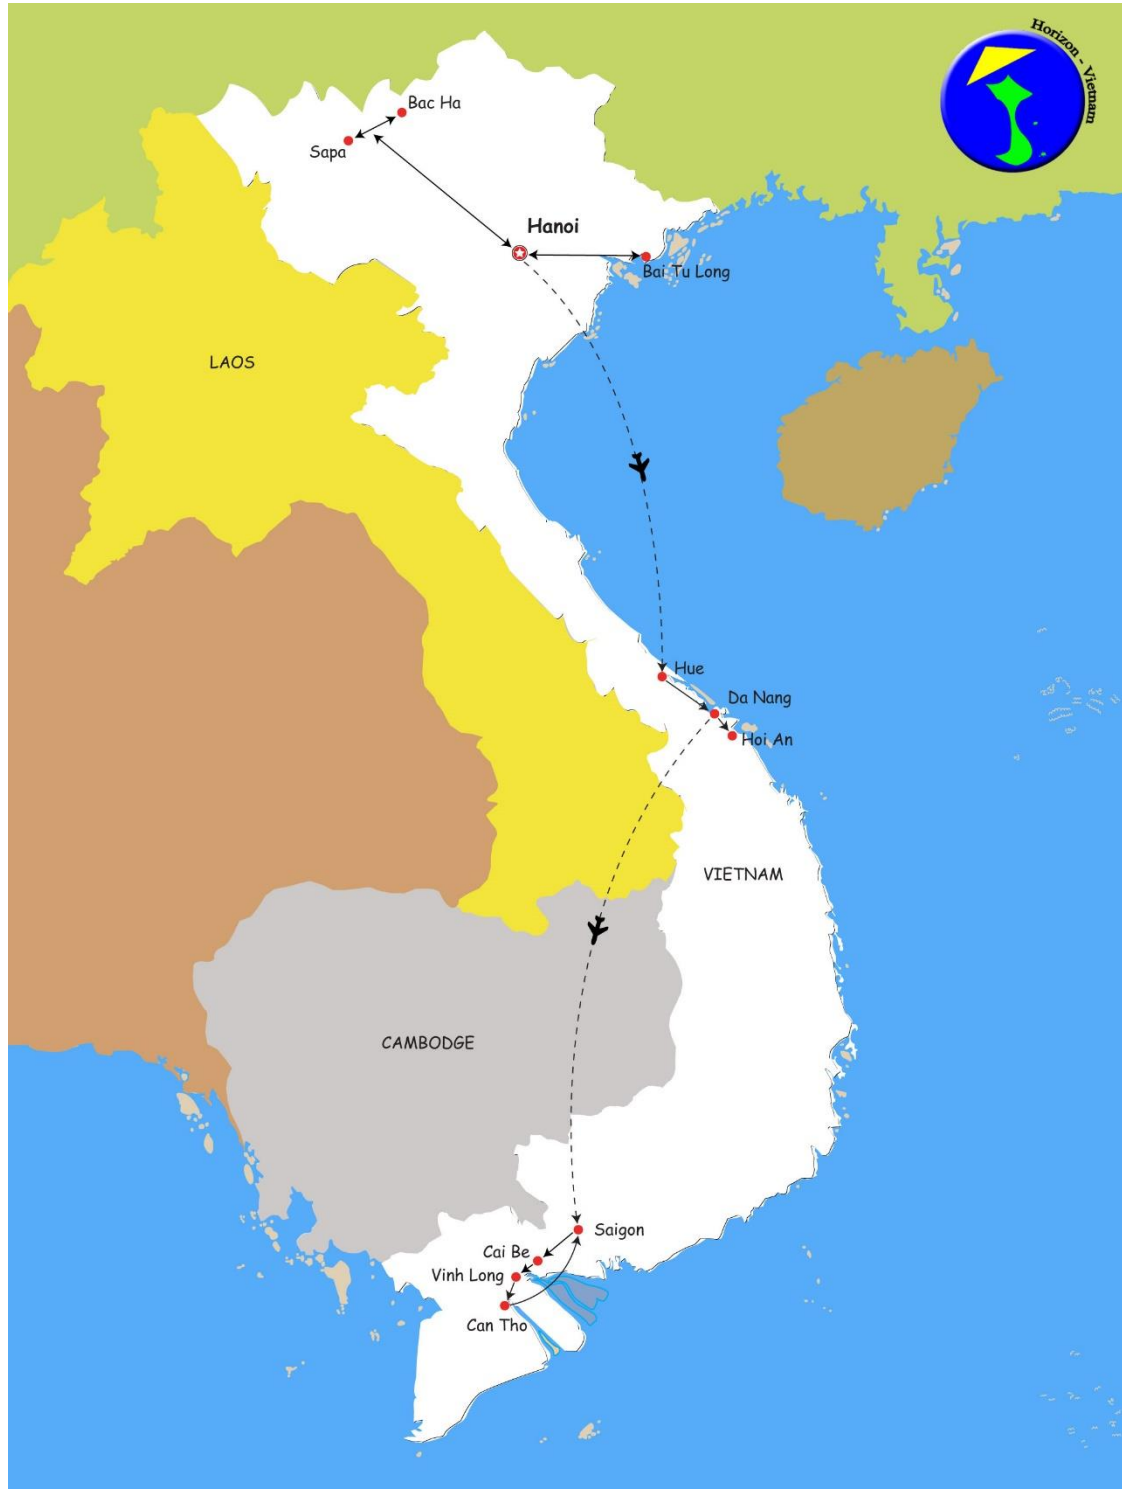 Horizon - Vietnam
Bac Ha
Sapa
Hanoi
Bai Tu Long
LAOS
Hue
Da Nang
Hoi An
VIETNAM
CAMBODGE
Saigon
Cai Be
Vinh Long
Can Tho